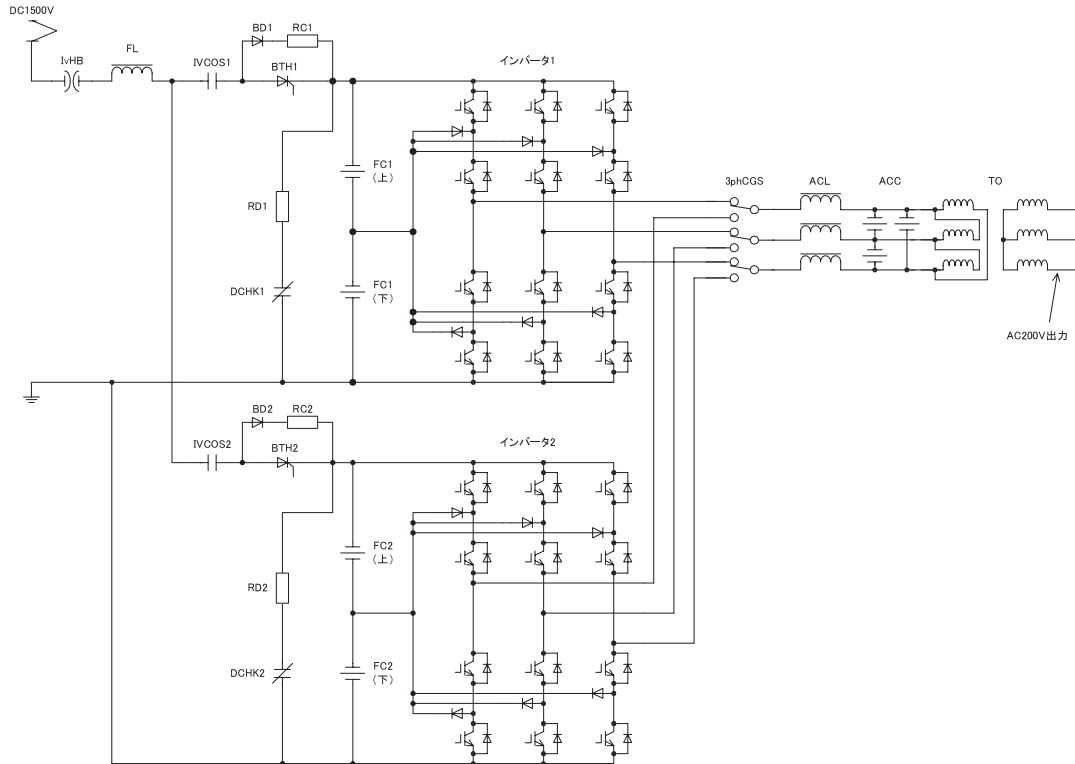 DC1500V
IvHB
FL
IVCOS1
BD1
RC1
BTH1
インバータ1
RD1
DCHK1
FC1
(上)
FC1
(下)
3phCGS
ACL
ACC
TO
AC200V出力
IVCOS2
BD2
RC2
BTH2
インバータ2
RD2
DCHK2
FC2
(上)
FC2
(下)